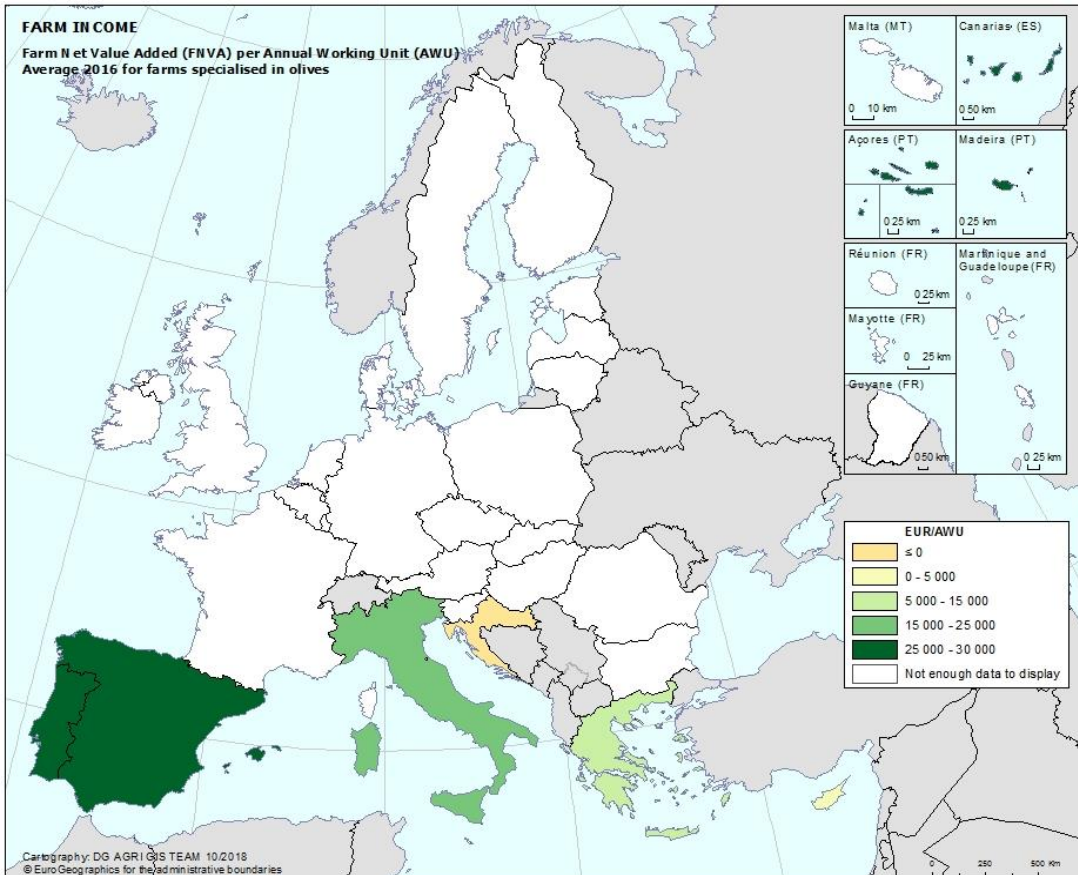 FARM INCOME
Farm Net Value Added (FNVA) per Annual Working Unit (AWU)
Average 2016 for farms specialised in olives
Malta (MT)
0 10 km
Canarias (ES)
0 50 km
Açores (PT)
0 25 km
Madeira (PT)
0 25 km
Réunion (FR)
0 25 km
Mayotte (FR)
0 25 km
Guyane (FR)
0 50 km
Martinique and
Guadeloupe (FR)
0 25 km
EUR/AWU
≤ 0
0 - 5 000
5 000 - 15 000
15 000 - 25 000
25 000 - 30 000
Not enough data to display
0 250 500 Km
Cartography: DG AGRI GIS TEAM 10/2018
© EuroGeographics for the administrative boundaries